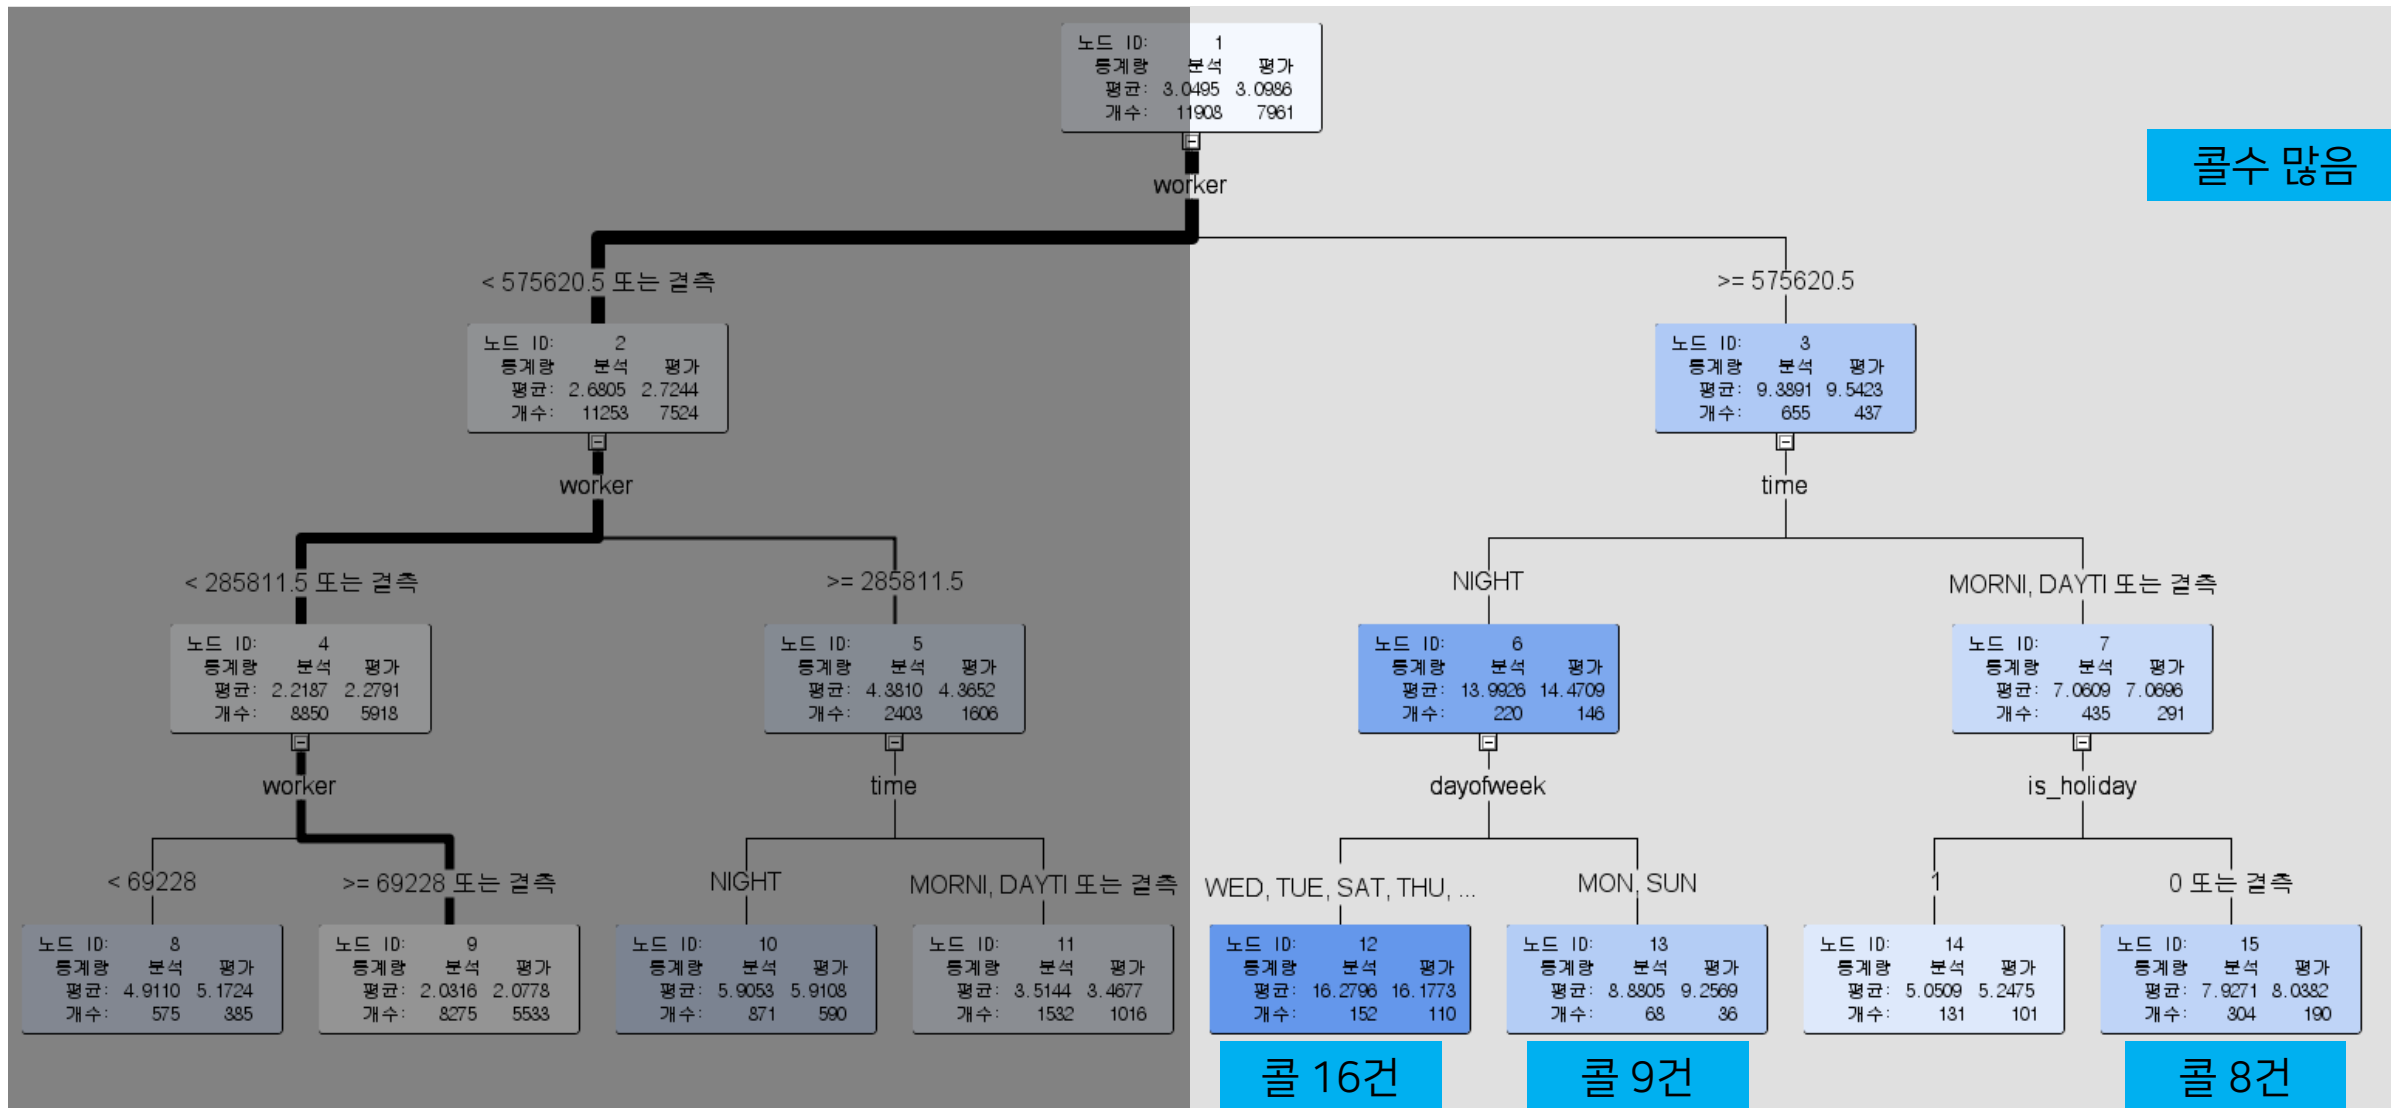 노드 ID: 1
통계량 분석 평가
평균: 3.0495 3.0986
개수: 11908 7961
콜수 많음
worker
< 575620.5 또는 결측
>= 575620.5
노드 ID: 2
통계량 분석 평가
평균: 2.6805 2.7244
개수: 11253 7524
노드 ID: 3
통계량 분석 평가
평균: 9.3891 9.5423
개수: 655 437
worker
time
< 285811.5 또는 결측
>= 285811.5
NIGHT
MORNI, DAYTI 또는 결측
노드 ID: 4
통계량 분석 평가
평균: 2.2187 2.2791
개수: 8850 5918
노드 ID: 5
통계량 분석 평가
평균: 4.3810 4.3652
개수: 2403 1606
노드 ID: 6
통계량 분석 평가
평균: 13.9926 14.4709
개수: 220 146
노드 ID: 7
통계량 분석 평가
평균: 7.0609 7.0696
개수: 435 291
worker
time
dayofweek
is_holiday
< 69228
>= 69228 또는 결측
NIGHT
MORNI, DAYTI 또는 결측
WED, TUE, SAT, THU, ...
MON, SUN
1
0 또는 결측
노드 ID: 8
통계량 분석 평가
평균: 4.9110 5.1724
개수: 575 385
노드 ID: 9
통계량 분석 평가
평균: 2.0316 2.0778
개수: 8275 5533
노드 ID: 10
통계량 분석 평가
평균: 5.9053 5.9108
개수: 871 590
노드 ID: 11
통계량 분석 평가
평균: 3.5144 3.4677
개수: 1532 1016
노드 ID: 12
통계량 분석 평가
평균: 16.2796 16.1773
개수: 152 110
노드 ID: 13
통계량 분석 평가
평균: 8.8805 9.2569
개수: 68 36
노드 ID: 14
통계량 분석 평가
평균: 5.0509 5.2475
개수: 131 101
노드 ID: 15
통계량 분석 평가
평균: 7.9271 8.0382
개수: 304 190
콜 16건
콜 9건
콜 8건